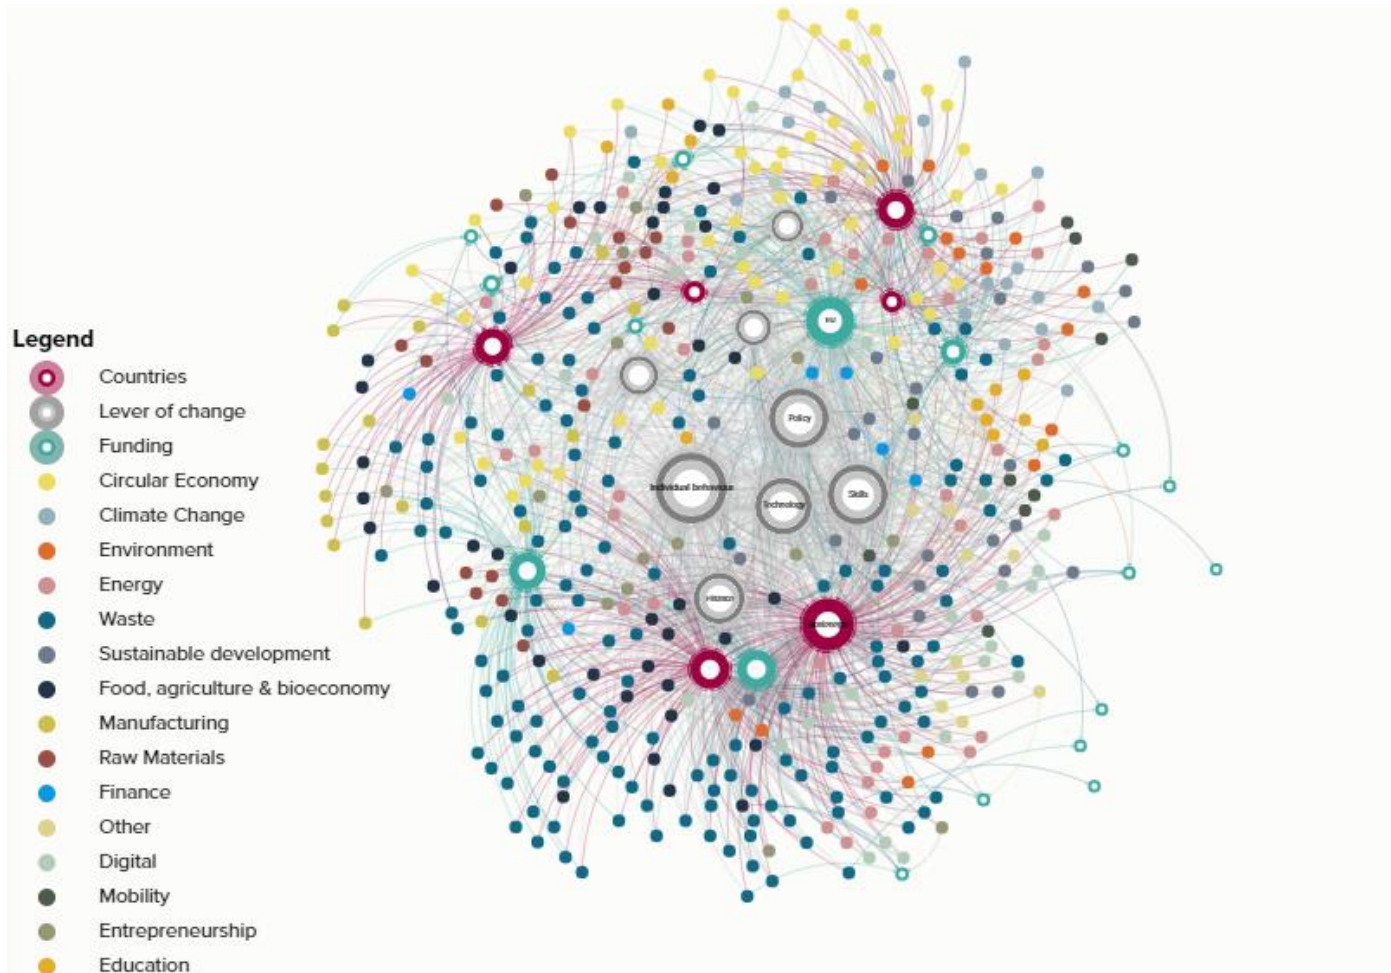 Legend
Countries
Lever of change
Funding
Circular Economy
Climate Change
Environment
Energy
Waste
Sustainable development
Food, agriculture & bioeconomy
Manufacturing
Raw Materials
Finance
Other
Digital
Mobility
Entrepreneurship
Education
Policy
Individual behaviour
Skills
Technology